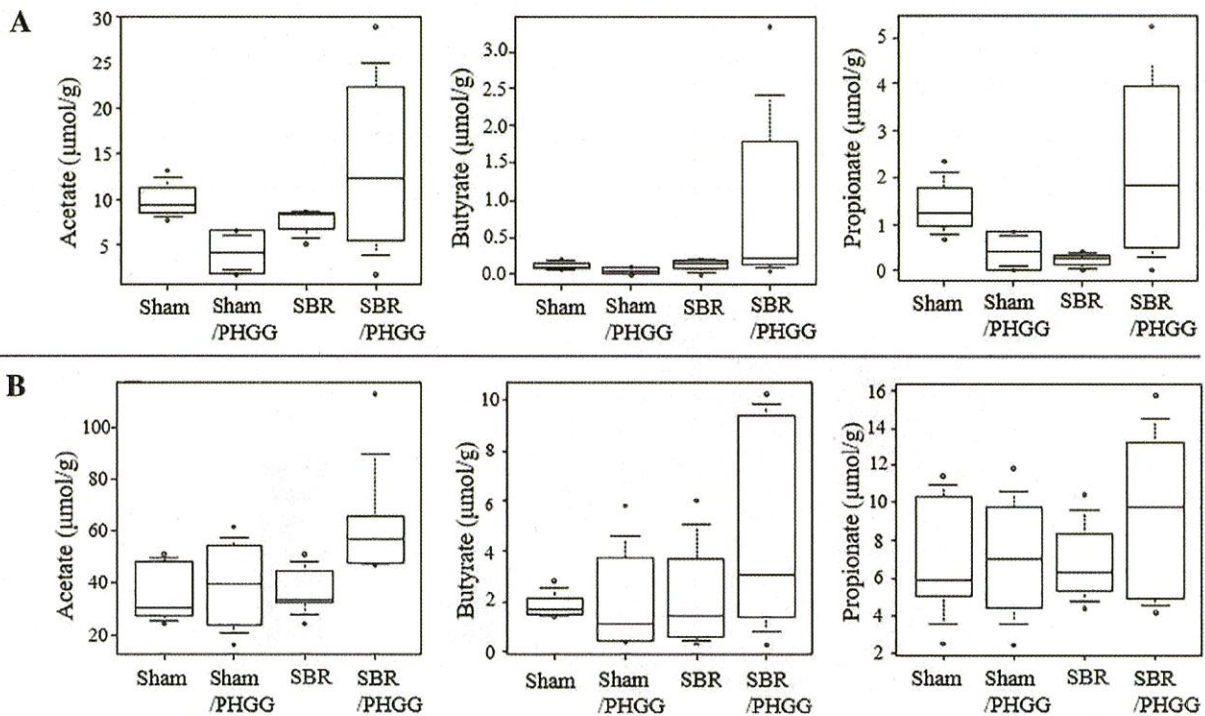 A
Acetate (µmol/g)
30
25
20
15
10
5
Sham
Sham
/PHGG
SBR
SBR
/PHGG
Butyrate (µmol/g)
3.0
2.5
2.0
1.5
1.0
0.50
0.0
Sham
Sham
/PHGG
SBR
SBR
/PHGG
Propionate (µmol/g)
5
4
3
2
1
0
Sham
Sham
/PHGG
SBR
SBR
/PHGG
B
Acetate (µmol/g)
100
80
60
40
20
Sham
Sham
/PHGG
SBR
SBR
/PHGG
Butyrate (µmol/g)
10
8
6
4
2
0
Sham
Sham
/PHGG
SBR
SBR
/PHGG
Propionate (µmol/g)
16
14
12
10
8
6
4
2
Sham
Sham
/PHGG
SBR
SBR
/PHGG